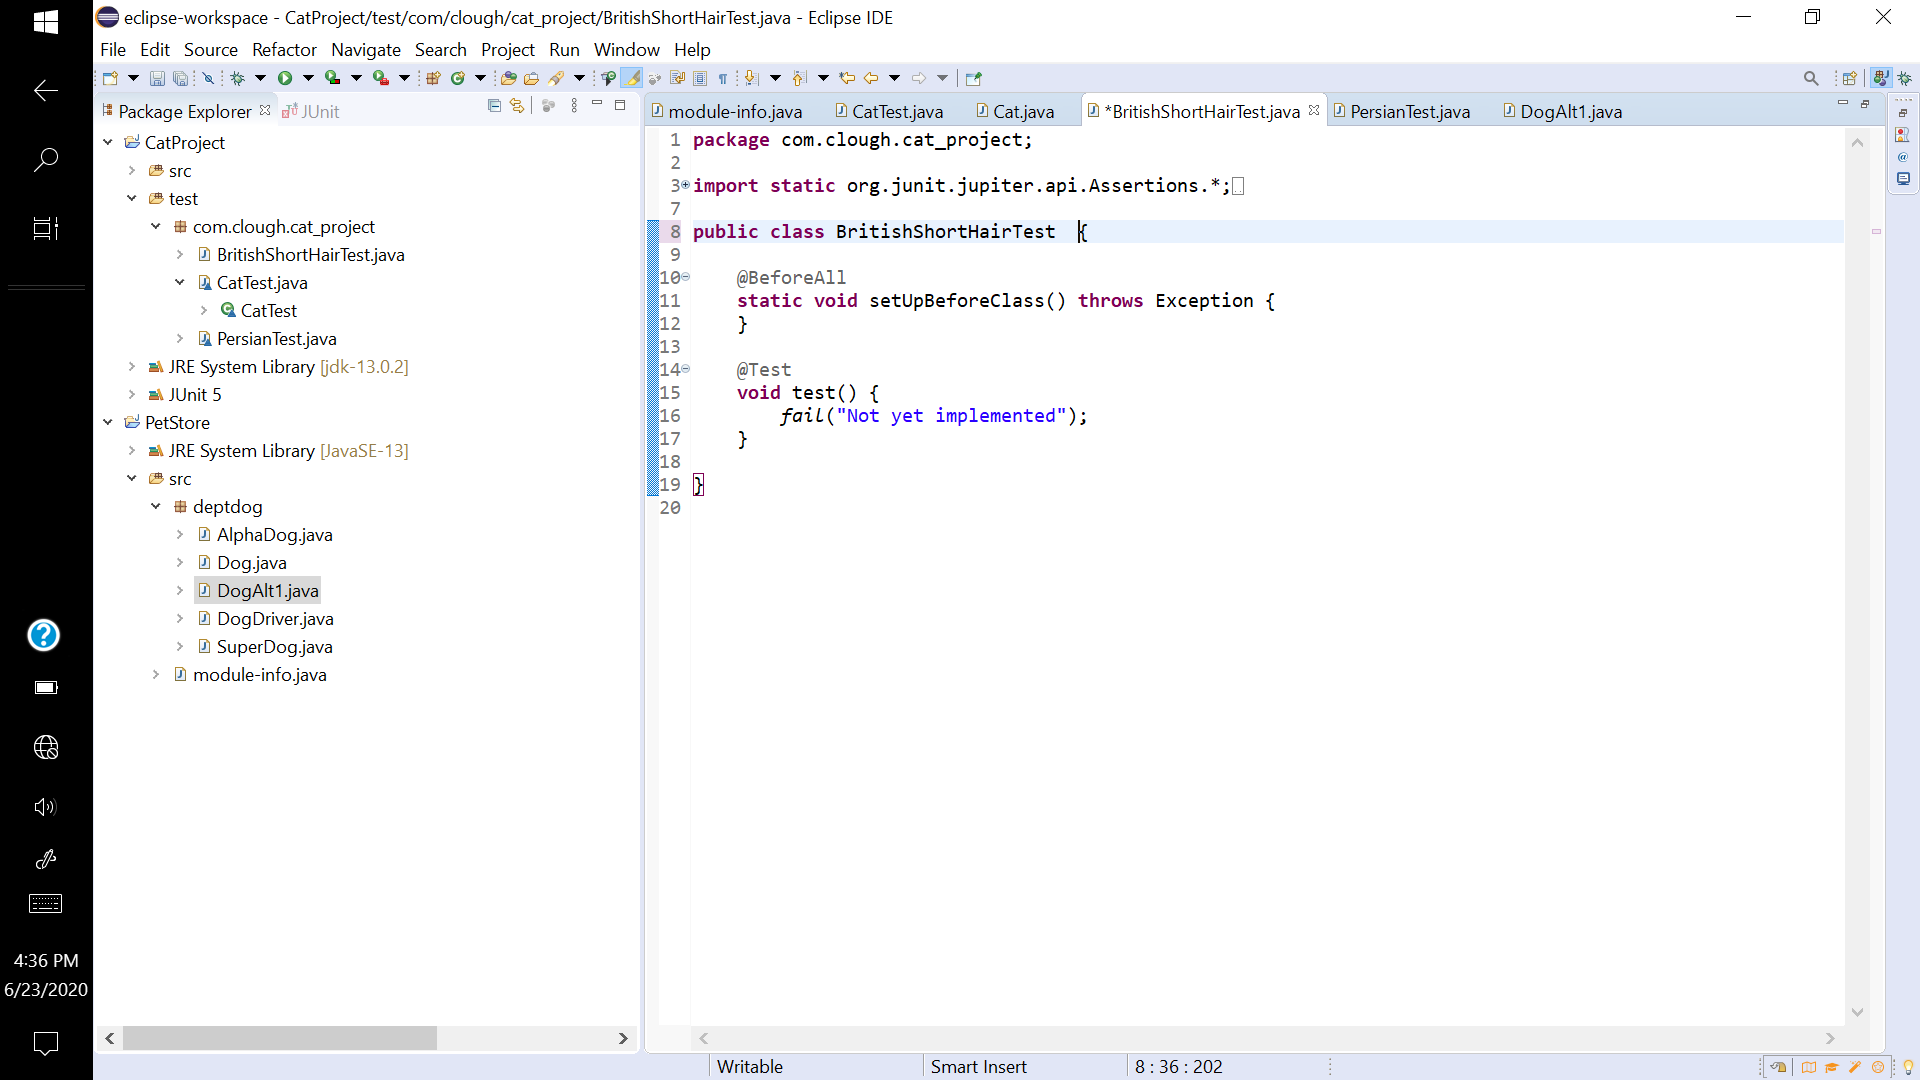 eclipse-workspace - CatProject/test/com/clough/cat_project/BritishShortHairTest.java - Eclipse IDE
File Edit Source Refactor Navigate Search Project Run Window Help
Package Explorer
JUnit
CatProject
src
test
com.clough.cat_project
BritishShortHairTest.java
CatTest.java
CatTest
PersianTest.java
JRE System Library [jdk-13.0.2]
JUnit 5
PetStore
JRE System Library [JavaSE-13]
src
deptdog
AlphaDog.java
Dog.java
DogAlt1.java
DogDriver.java
SuperDog.java
module-info.java
module-info.java CatTest.java Cat.java *BritishShortHairTest.java PersianTest.java DogAlt1.java
1 package com.clough.cat_project;
2
3 import static org.junit.jupiter.api.Assertions.*;
7
8 public class BritishShortHairTest {
9
10 @BeforeAll
11 static void setUpBeforeClass() throws Exception {
12 }
13
14 @Test
15 void test() {
16 fail("Not yet implemented");
17 }
18
19 }
20
Writable Smart Insert 8 : 36 : 202
4:36 PM
6/23/2020